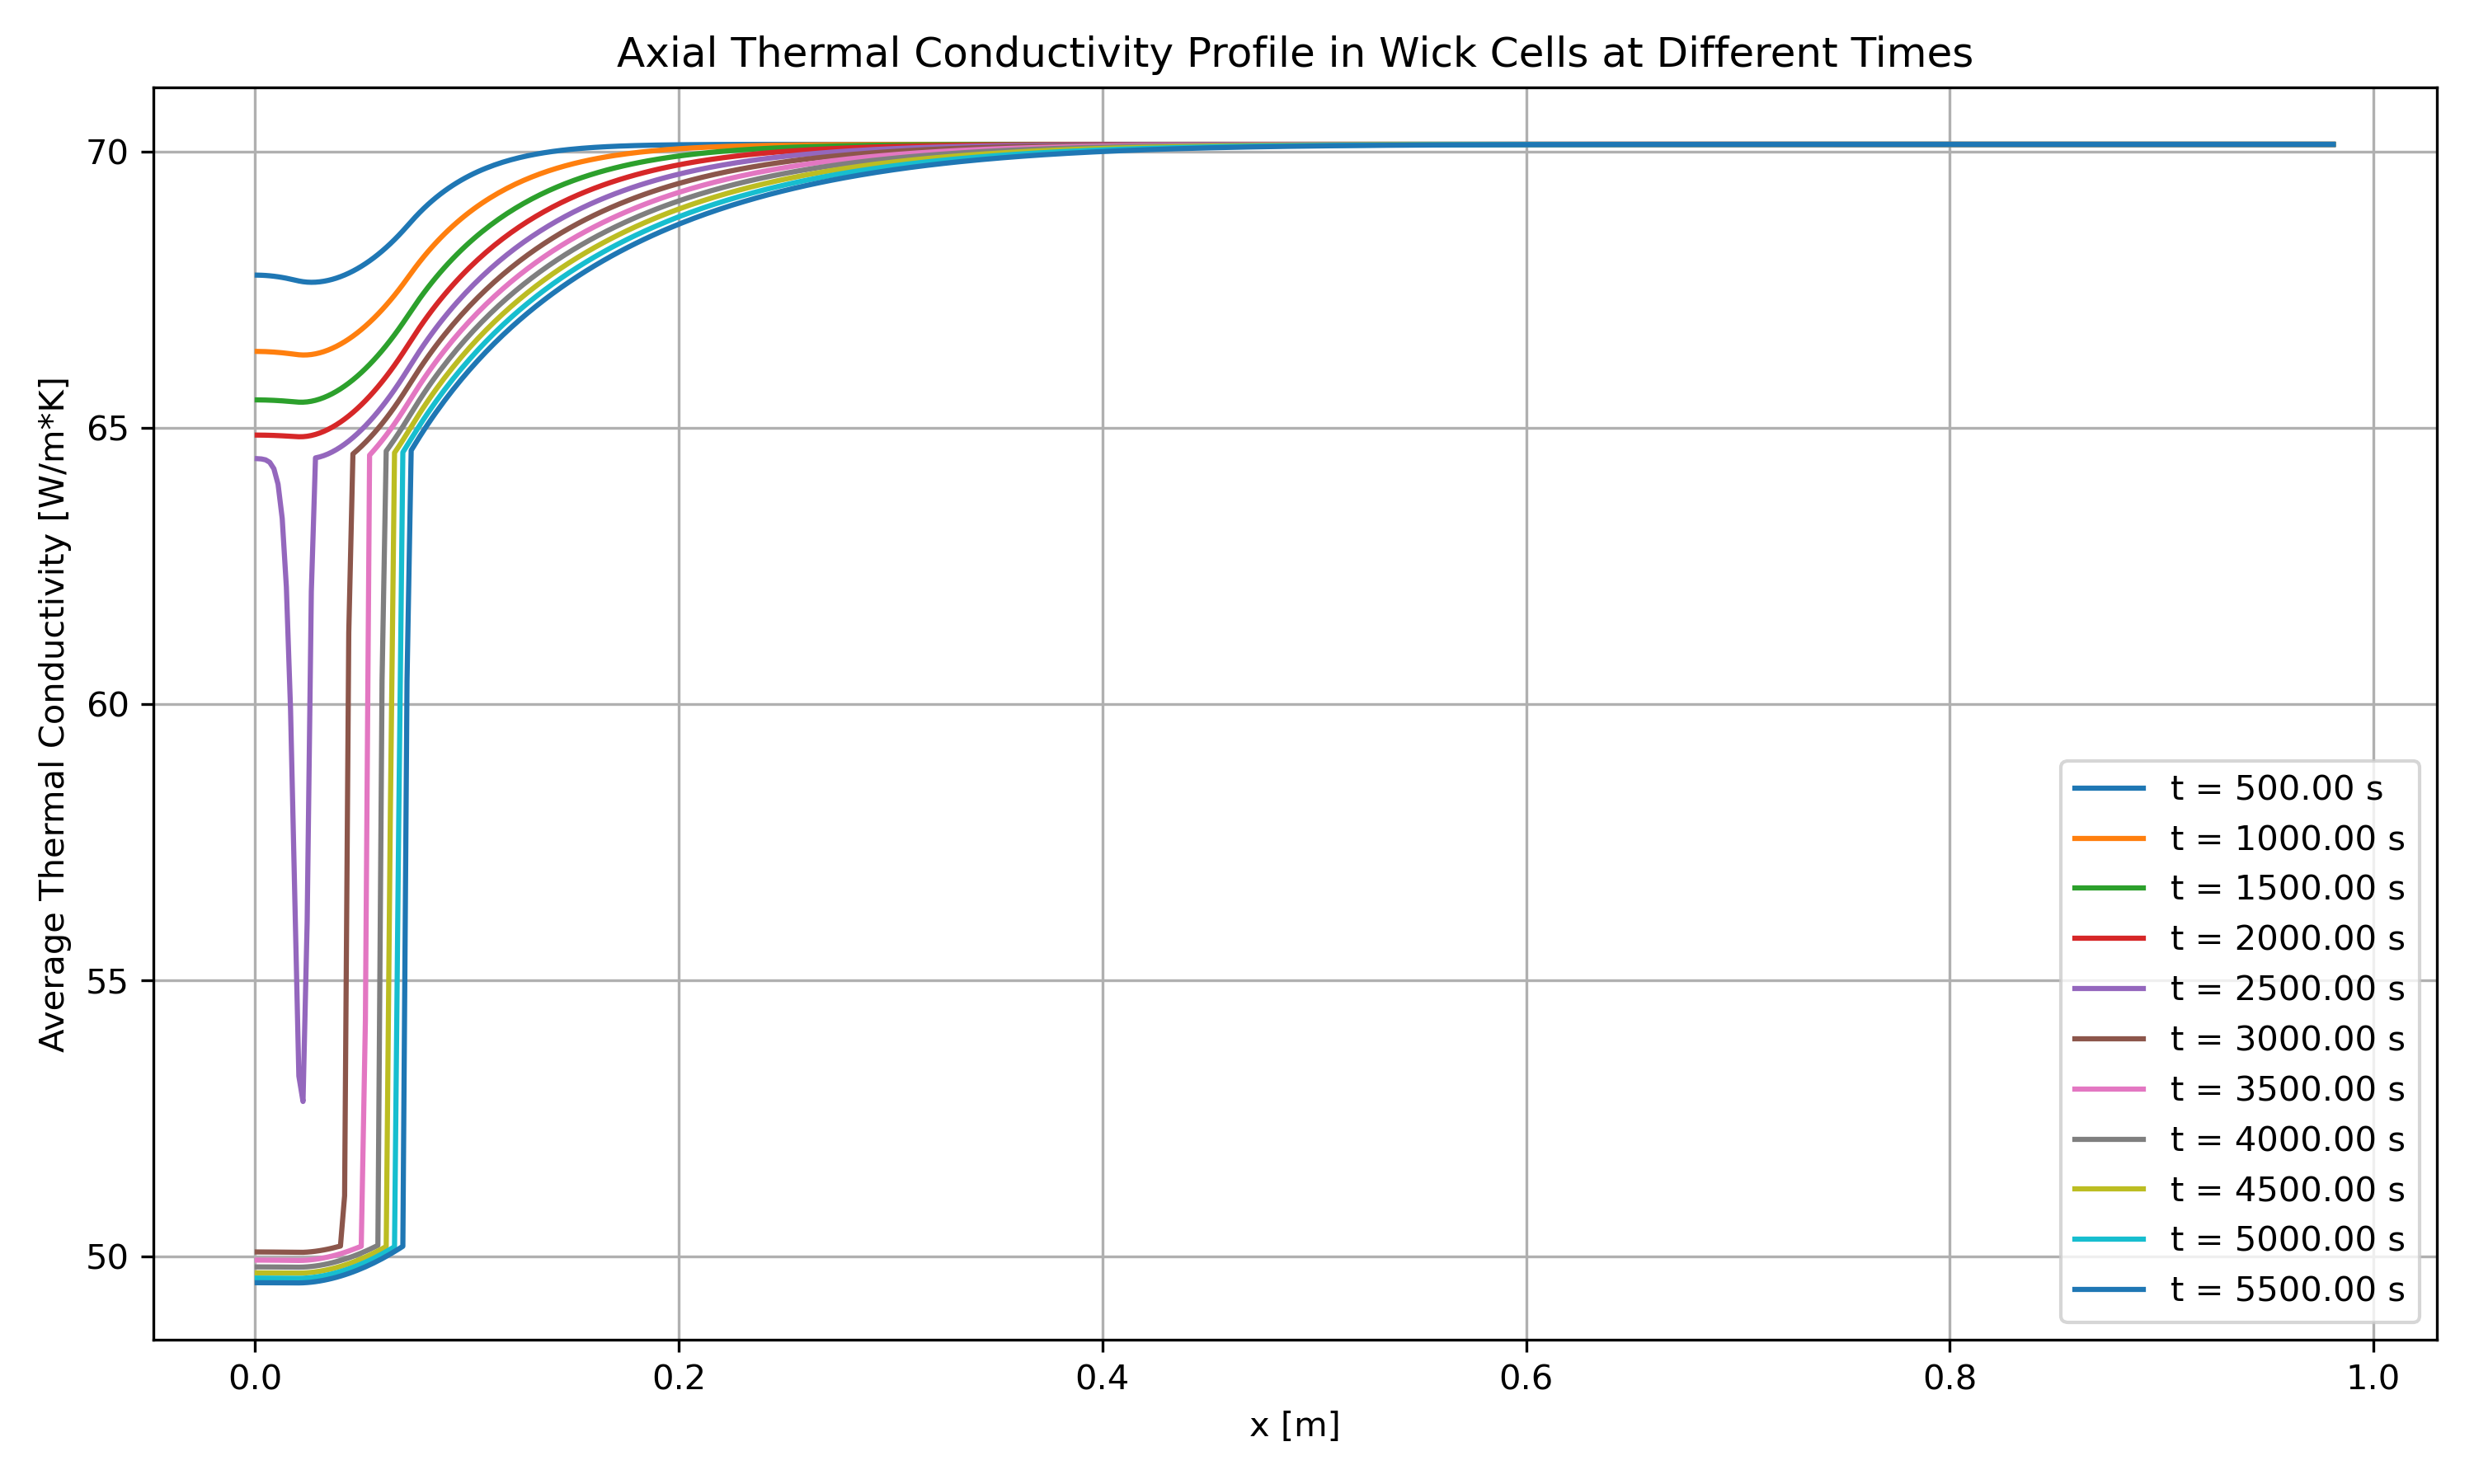 Axial Thermal Conductivity Profile in Wick Cells at Different Times
Average Thermal Conductivity [W/m*K]
70
65
60
55
50
0.0
0.2
0.4
0.6
0.8
1.0
x [m]
t = 500.00 s
t = 1000.00 s
t = 1500.00 s
t = 2000.00 s
t = 2500.00 s
t = 3000.00 s
t = 3500.00 s
t = 4000.00 s
t = 4500.00 s
t = 5000.00 s
t = 5500.00 s